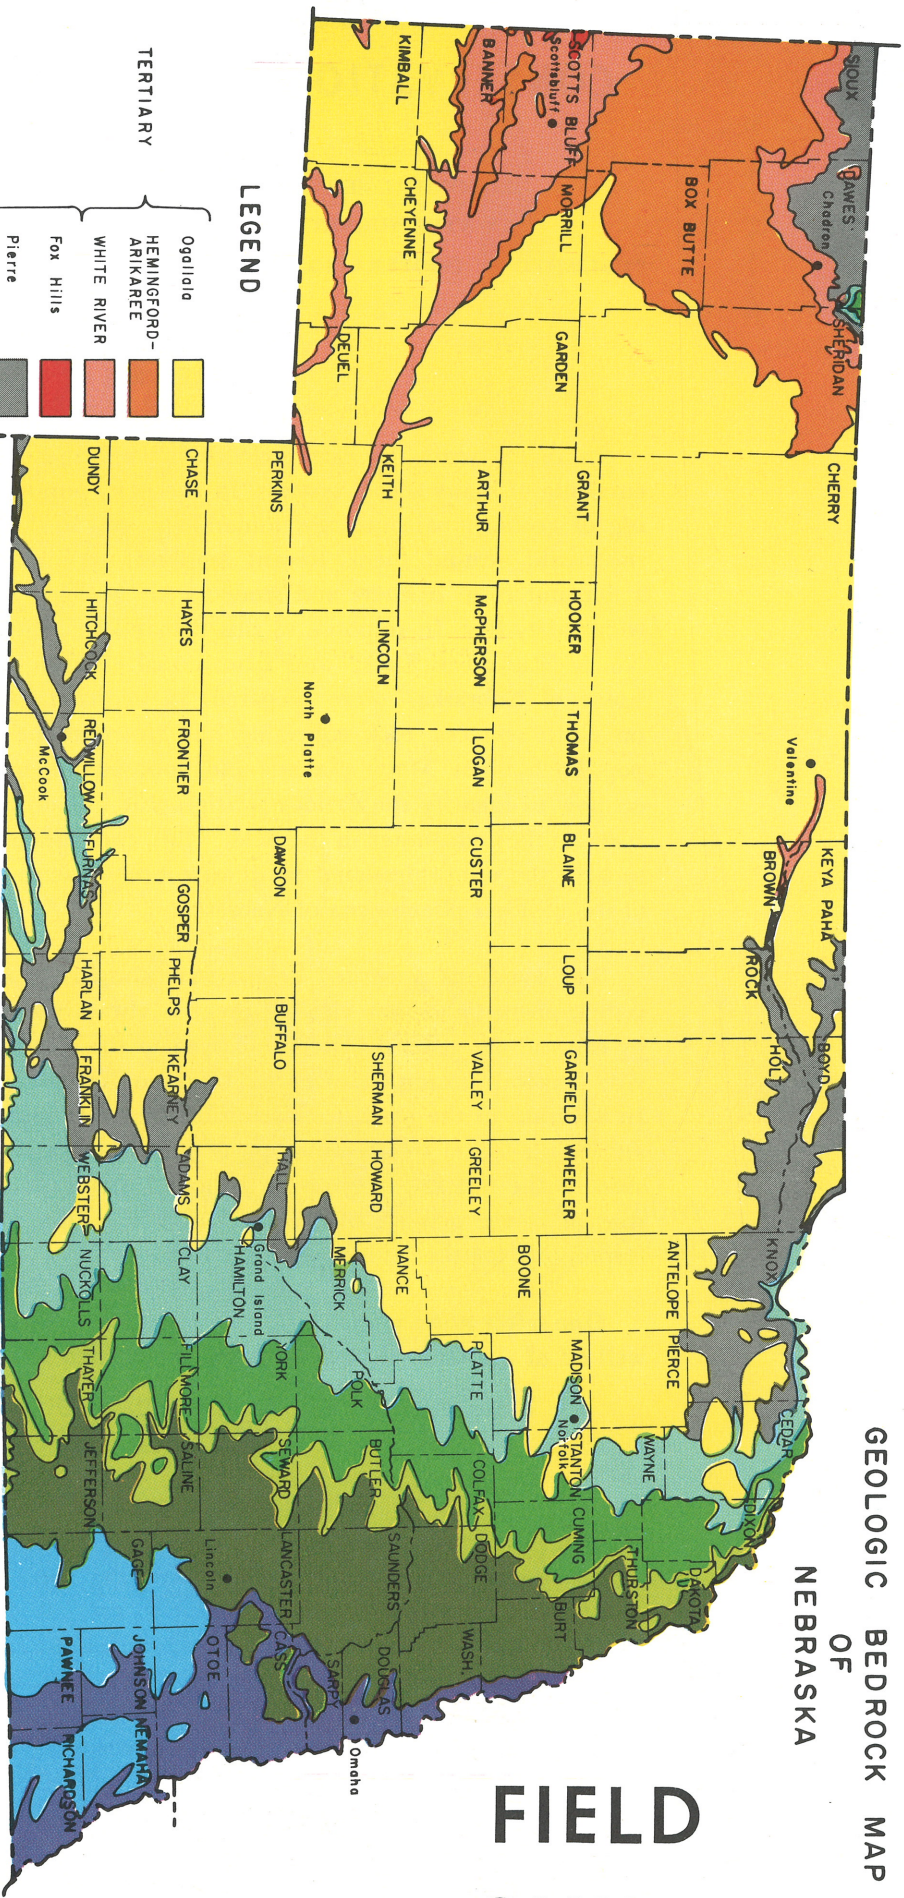 GEOLOGIC BEDROCK MAP
OF
NEBRASKA
FIELD
SIOUX
DAWES
Chadron
SHERIDAN
CHERRY
Valentine
KEYA PAHA
BROWN
ROCK
BOYD
HOLT
KNOX
CEDAR
DIXON
DAKOTA
BOX BUTTE
ANTELOPE
PIERCE
WAYNE
THURSTON
SCOTTS BLUFF
Scottsbluff
MORRILL
GARDEN
GRANT
HOOKER
THOMAS
BLAINE
LOUP
GARFIELD
WHEELER
BOONE
MADISON
Norfolk
STANTON
CUMING
BURT
BANNER
ARTHUR
McPHERSON
LOGAN
CUSTER
VALLEY
GREELEY
NANCE
PLATTE
COLFAX
DODGE
WASH.
KIMBALL
CHEYENNE
DEUEL
KEITH
LINCOLN
North Platte
SHERMAN
HOWARD
MERRICK
POLK
BUTLER
SAUNDERS
DOUGLAS
SARPY
Omaha
PERKINS
DAWSON
BUFFALO
HALL
Grand Island
HAMILTON
YORK
SEWARD
LANCASTER
Lincoln
CASS
OTOE
CHASE
HAYES
FRONTIER
GOSPER
PHELPS
KEARNEY
ADAMS
CLAY
FILLMORE
SALINE
GAGE
JOHNSON
NEMAHA
DUNDY
HITCHCOCK
REDWILLOW
McCook
FURNAS
HARLAN
FRANKLIN
WEBSTER
NUCKOLLS
THAYER
JEFFERSON
PAWNEE
RICHARDSON
LEGEND
TERTIARY
Ogallala
HEMINGFORD-
ARIKAREE
WHITE RIVER
Fox Hills
Pierre